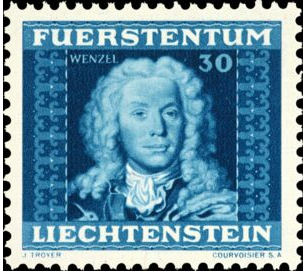 FUERSTENTUM
WENZEL 30
LIECHTENSTEIN
J. TROYER COURVOISIER S. A